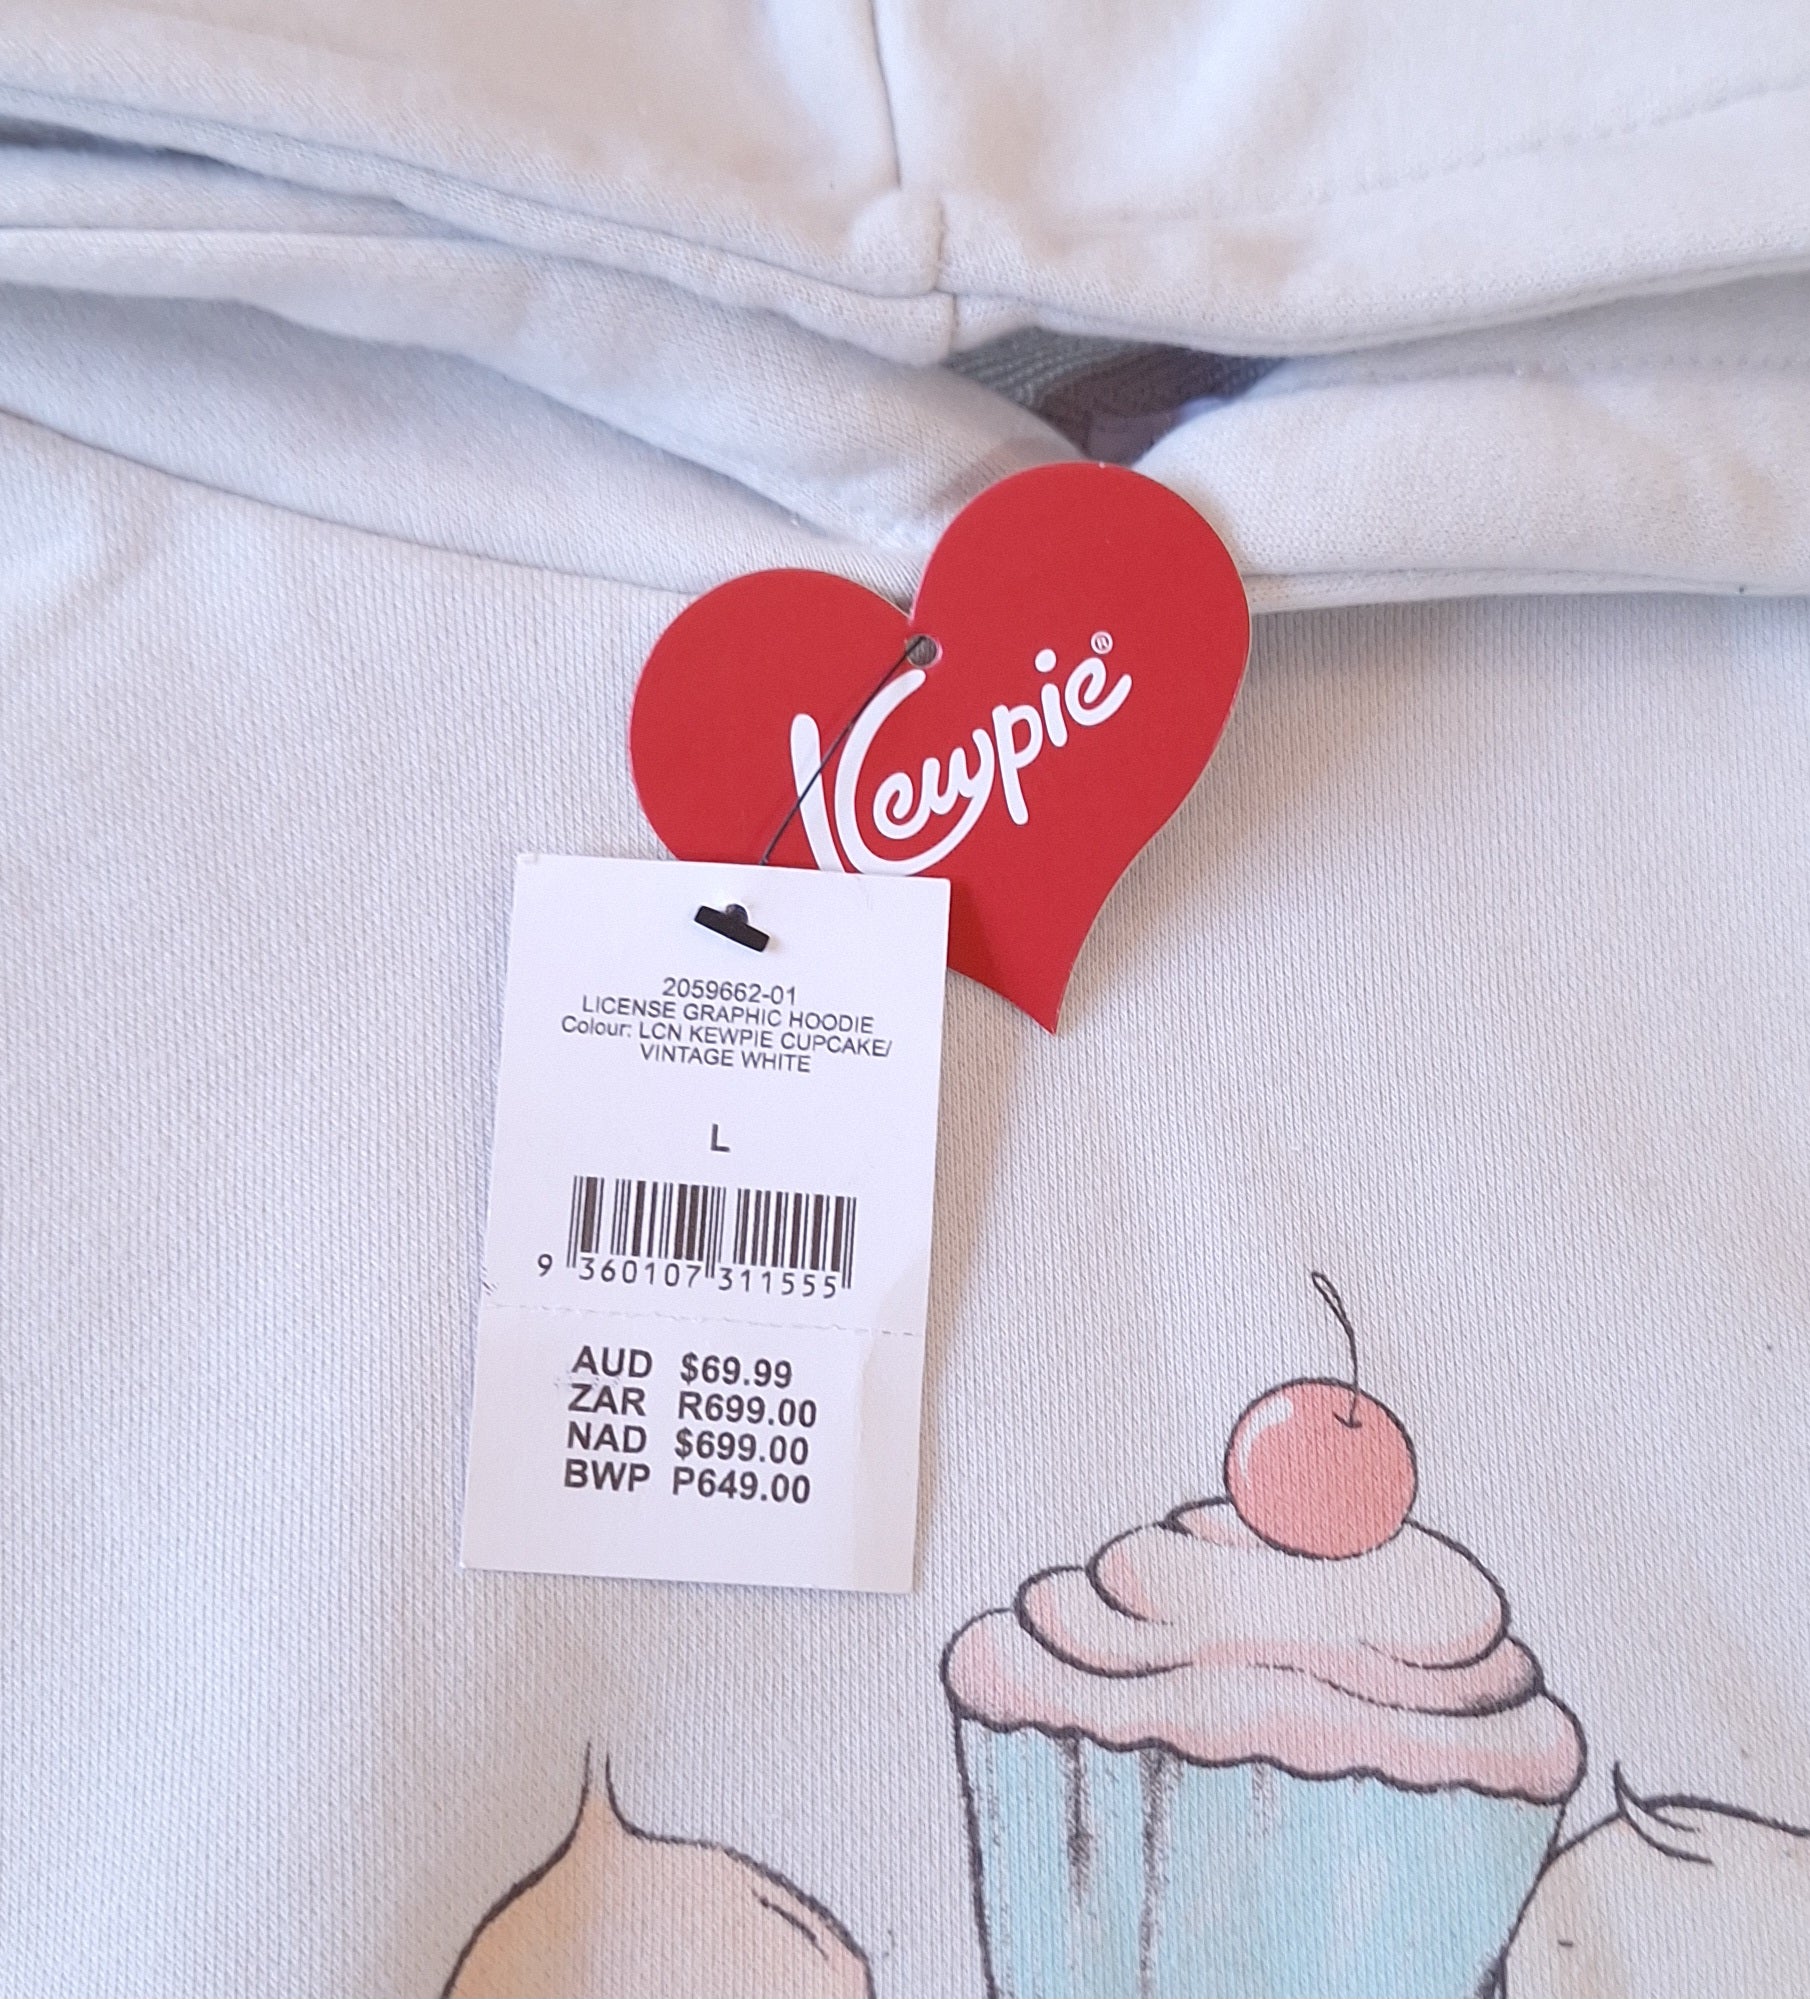 Kewpie®
2059662-01
LICENSE GRAPHIC HOODIE
Colour: LCN KEWPIE CUPCAKE/
VINTAGE WHITE
L
9 360107 311555
AUD $69.99
ZAR R699.00
NAD $699.00
BWP P649.00